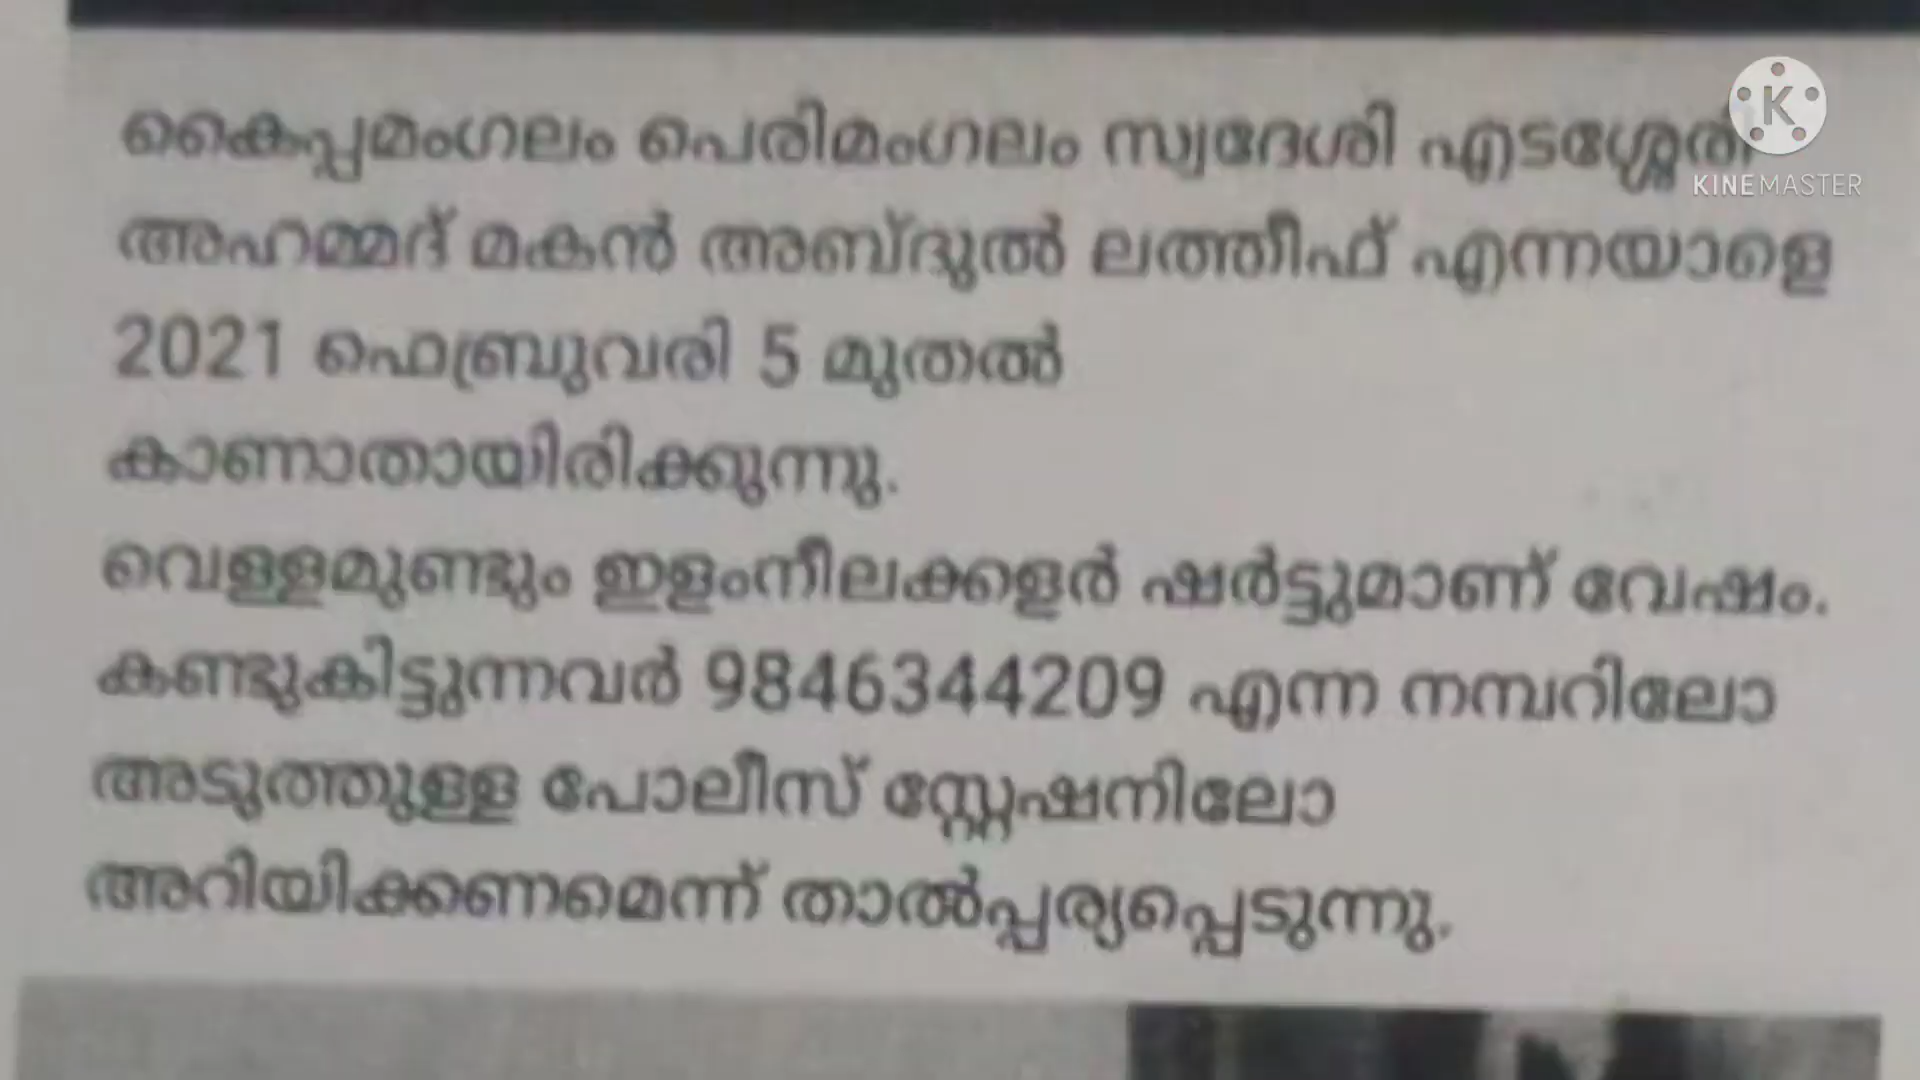 കൈപ്പമംഗലം പെരിമംഗലം സ്വദേശി എടശ്ശേരി
അഹമ്മദ് മകൻ അബ്ദുൽ ലത്തീഫ് എന്നയാളെ
2021 ഫെബ്രുവരി 5 മുതൽ
കാണാതായിരിക്കുന്നു.
വെള്ളമുണ്ടും ഇളംനീലക്കളർ ഷർട്ടുമാണ് വേഷം.
കണ്ടുകിട്ടുന്നവർ 9846344209 എന്ന നമ്പറിലോ
അടുത്തുള്ള പോലീസ് സ്റ്റേഷനിലോ
അറിയിക്കണമെന്ന് താൽപ്പര്യപ്പെടുന്നു.
K
KINEMASTER